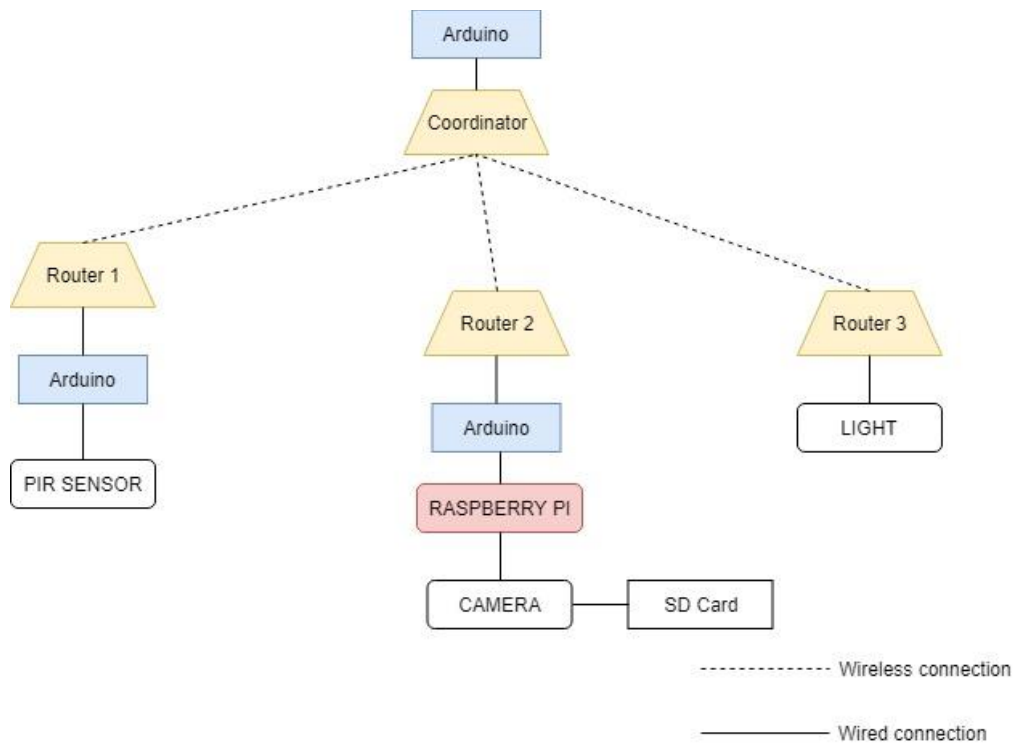 Arduino
Coordinator
Router 1
Router 2
Router 3
Arduino
Arduino
LIGHT
PIR SENSOR
RASPBERRY PI
CAMERA
SD Card
Wireless connection
Wired connection